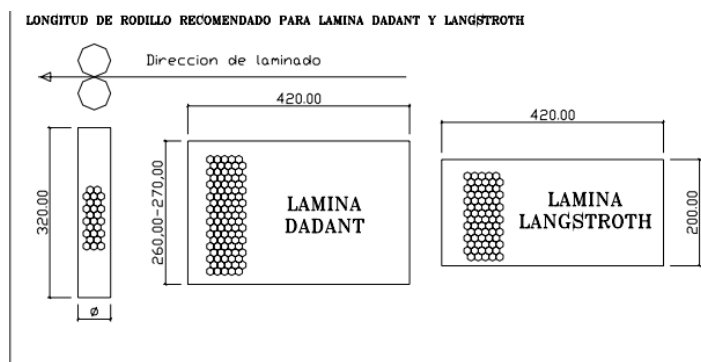 LONGITUD DE RODILLO RECOMENDADO PARA LAMINA DADANT Y LANGSTROTH
Direccion de laminado
420.00
420.00
320.00
260,00-270,00
LAMINA
DADANT
LAMINA
LANGSTROTH
200.00
ø